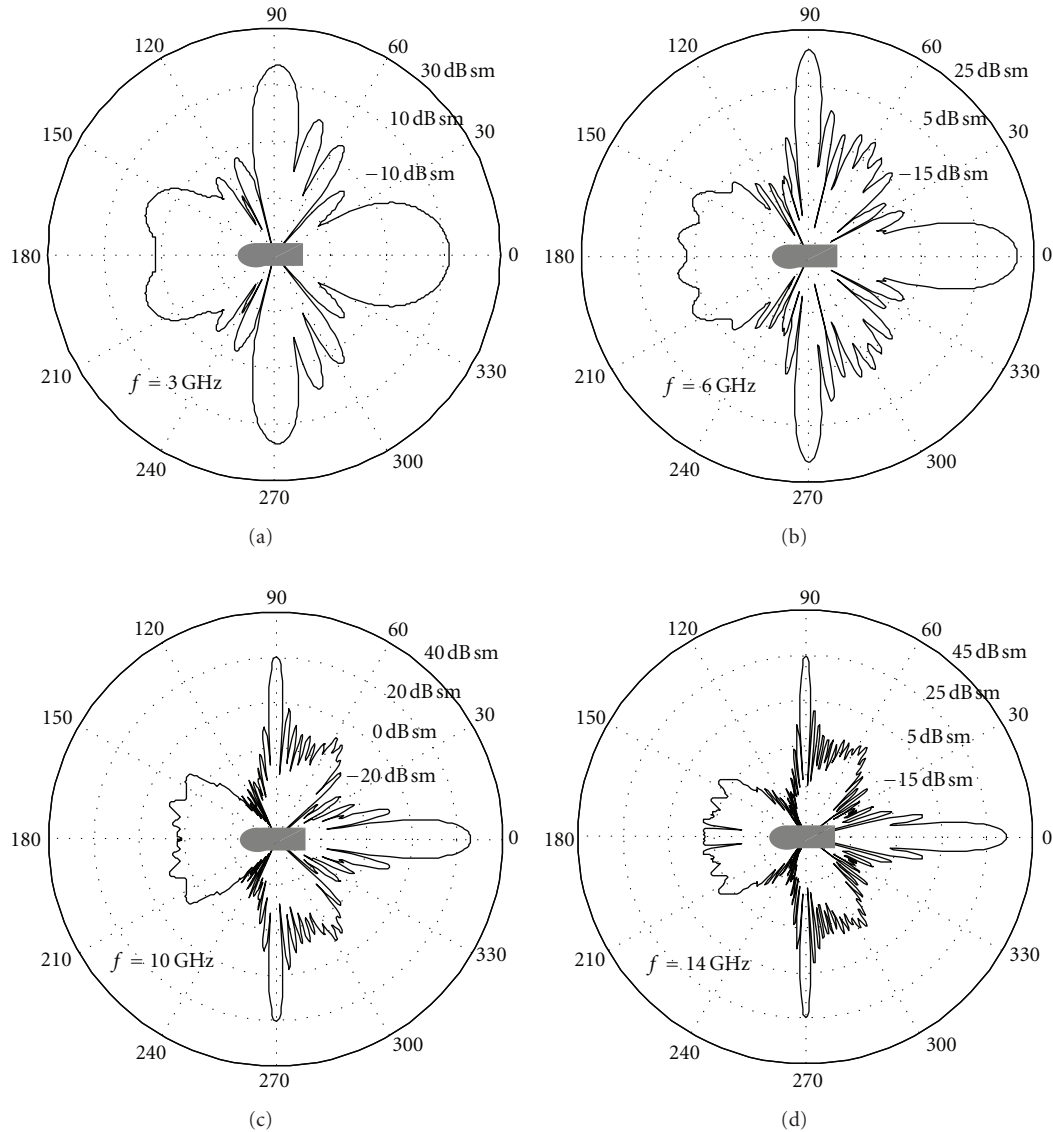 90
120
60
30 dB sm
150
10 dB sm
30
−10 dB sm
180
0
210
f = 3 GHz
330
240
300
270
(a)
90
120
60
25 dB sm
150
5 dB sm
30
−15 dB sm
180
0
210
f = 6 GHz
330
240
300
270
(b)
90
120
60
40 dB sm
150
20 dB sm
30
0 dB sm
−20 dB sm
180
0
210
f = 10 GHz
330
240
300
270
(c)
90
120
60
45 dB sm
150
25 dB sm
30
5 dB sm
−15 dB sm
180
0
210
f = 14 GHz
330
240
300
270
(d)